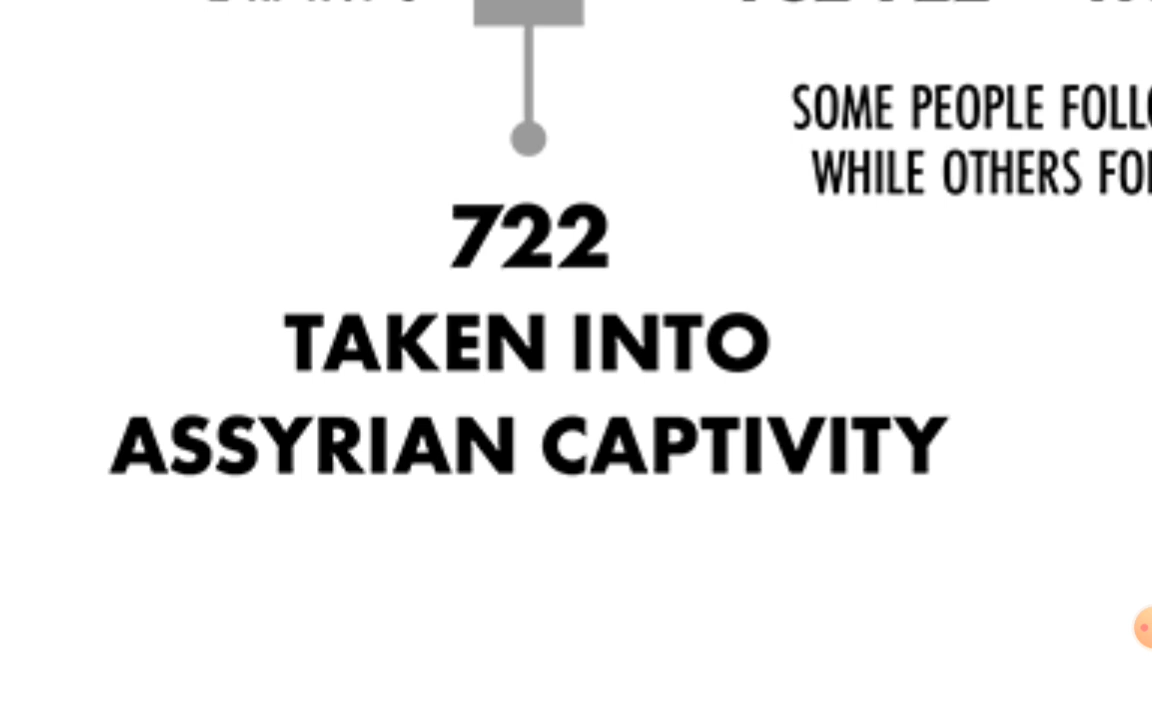 SOME PEOPLE
WHILE OTHERS
722
TAKEN INTO
ASSYRIAN CAPTIVITY